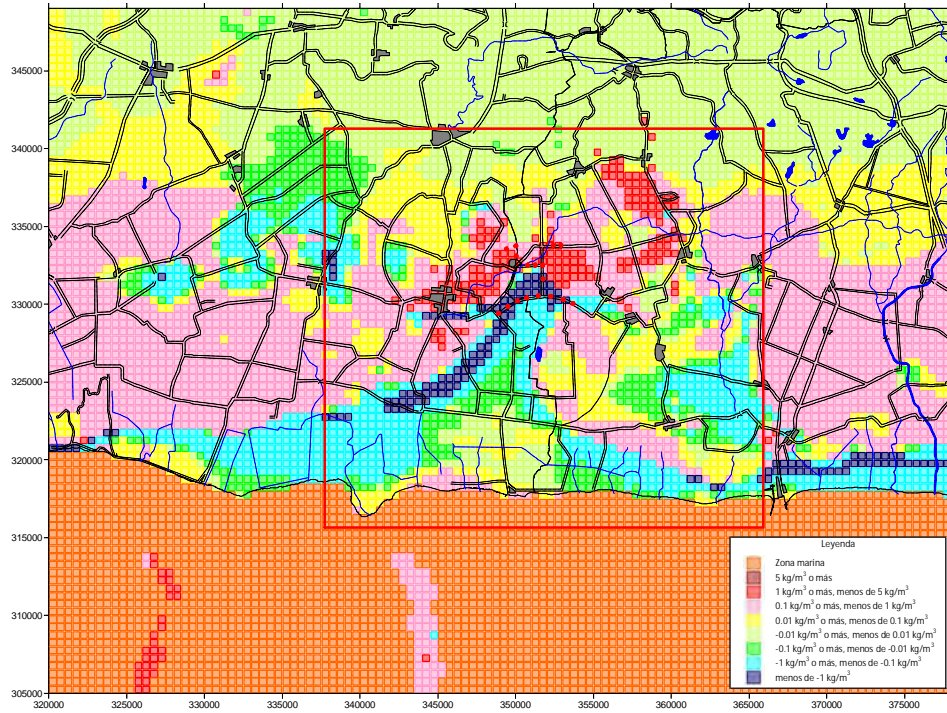 345000
340000
335000
330000
325000
320000
315000
310000
305000
320000 325000 330000 335000 340000 345000 350000 355000 360000 365000 370000 375000
Leyenda
Zona marina
5 kg/m³ o más
1 kg/m³ o más, menos de 5 kg/m³
0.1 kg/m³ o más, menos de 1 kg/m³
0.01 kg/m³ o más, menos de 0.1 kg/m³
-0.01 kg/m³ o más, menos de 0.01 kg/m³
-0.1 kg/m³ o más, menos de -0.01 kg/m³
-1 kg/m³ o más, menos de -0.1 kg/m³
menos de -1 kg/m³